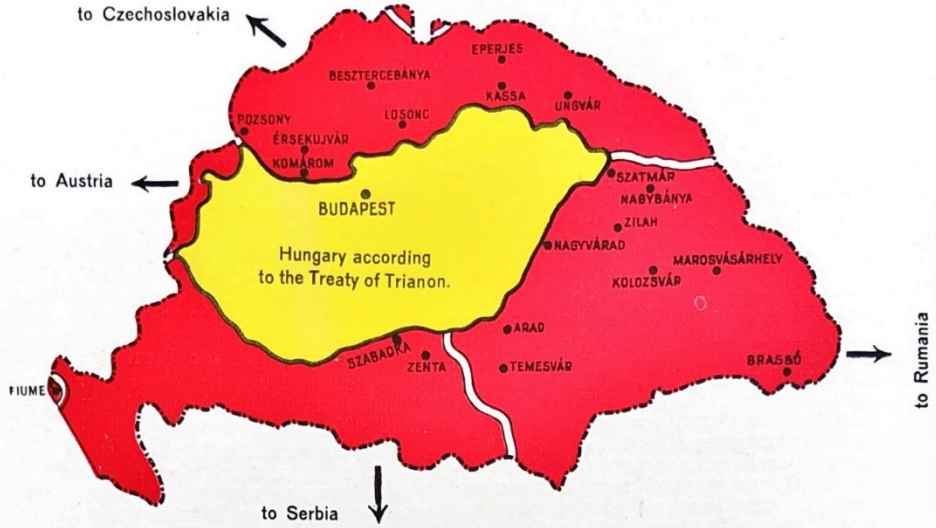 to Czechoslovakia
EPERJES
BESZTERCEBÁNYA
KASSA
UNGVÁR
POZSONY
LOSONC
ÉRSEKUJVÁR
KOMÁROM
to Austria
SZATMÁR
NAGYBÁNYA
BUDAPEST
ZILAH
NAGYVÁRAD
Hungary according
to the Treaty of Trianon.
MAROSVÁSÁRHELY
KOLOZSVÁR
ARAD
SZABADKA
ZENTA
TEMESVÁR
BRASSÓ
to Rumania
FIUME
to Serbia